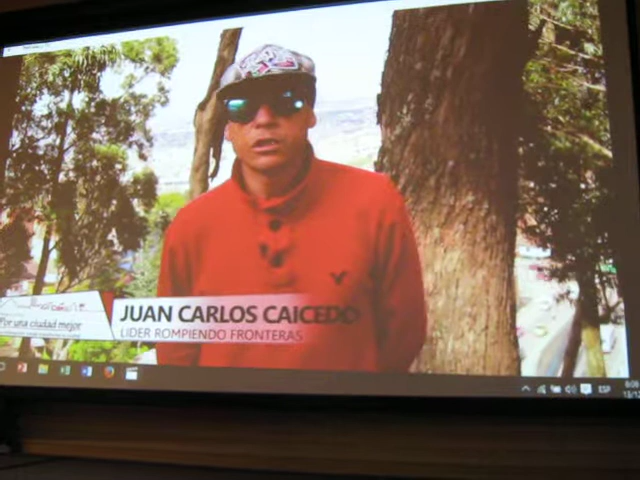 Por una ciudad mejor
JUAN CARLOS CAICEDO
LIDER ROMPIENDO FRONTERAS
ESP